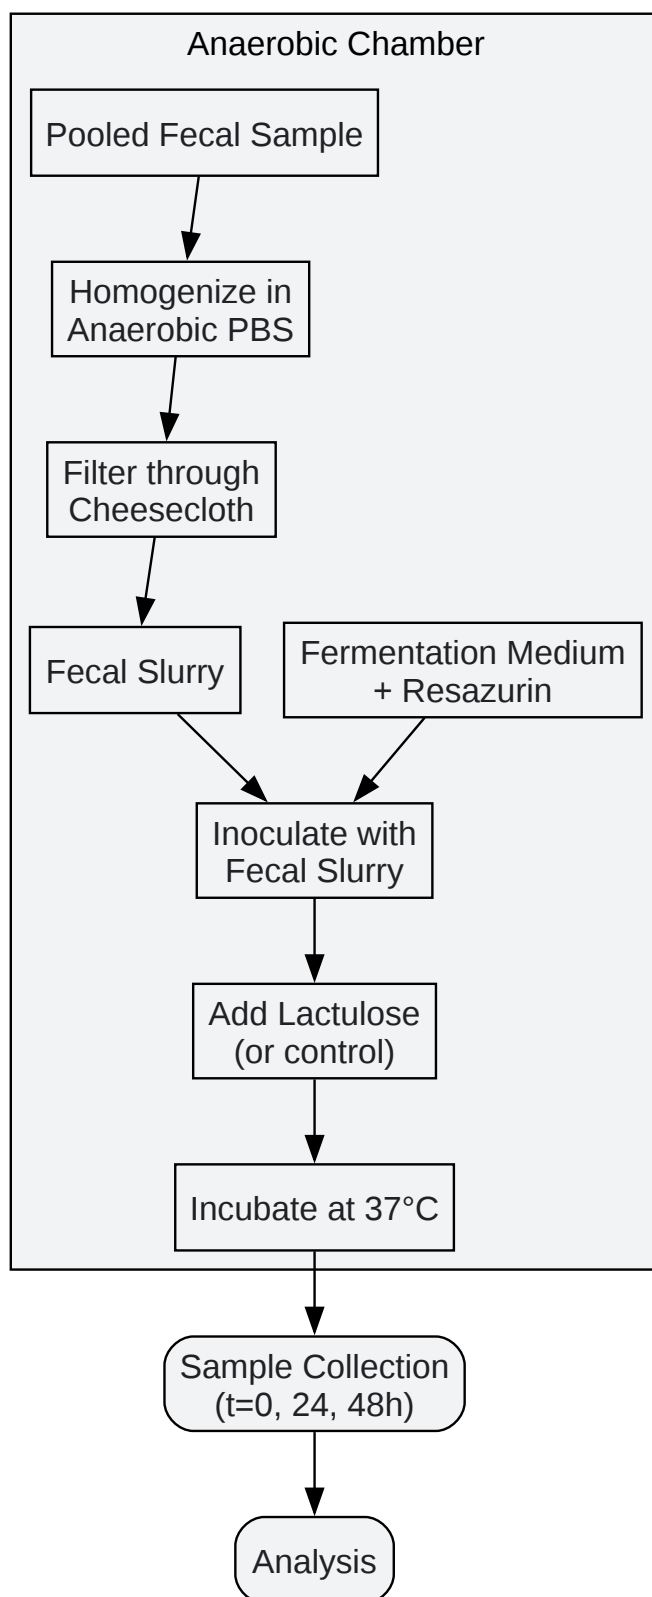 Anaerobic Chamber
Pooled Fecal Sample
Homogenize in
Anaerobic PBS
Filter through
Cheesecloth
Fecal Slurry
Fermentation Medium
+ Resazurin
Inoculate with
Fecal Slurry
Add Lactulose
(or control)
Incubate at 37°C
Sample Collection
(t=0, 24, 48h)
Analysis